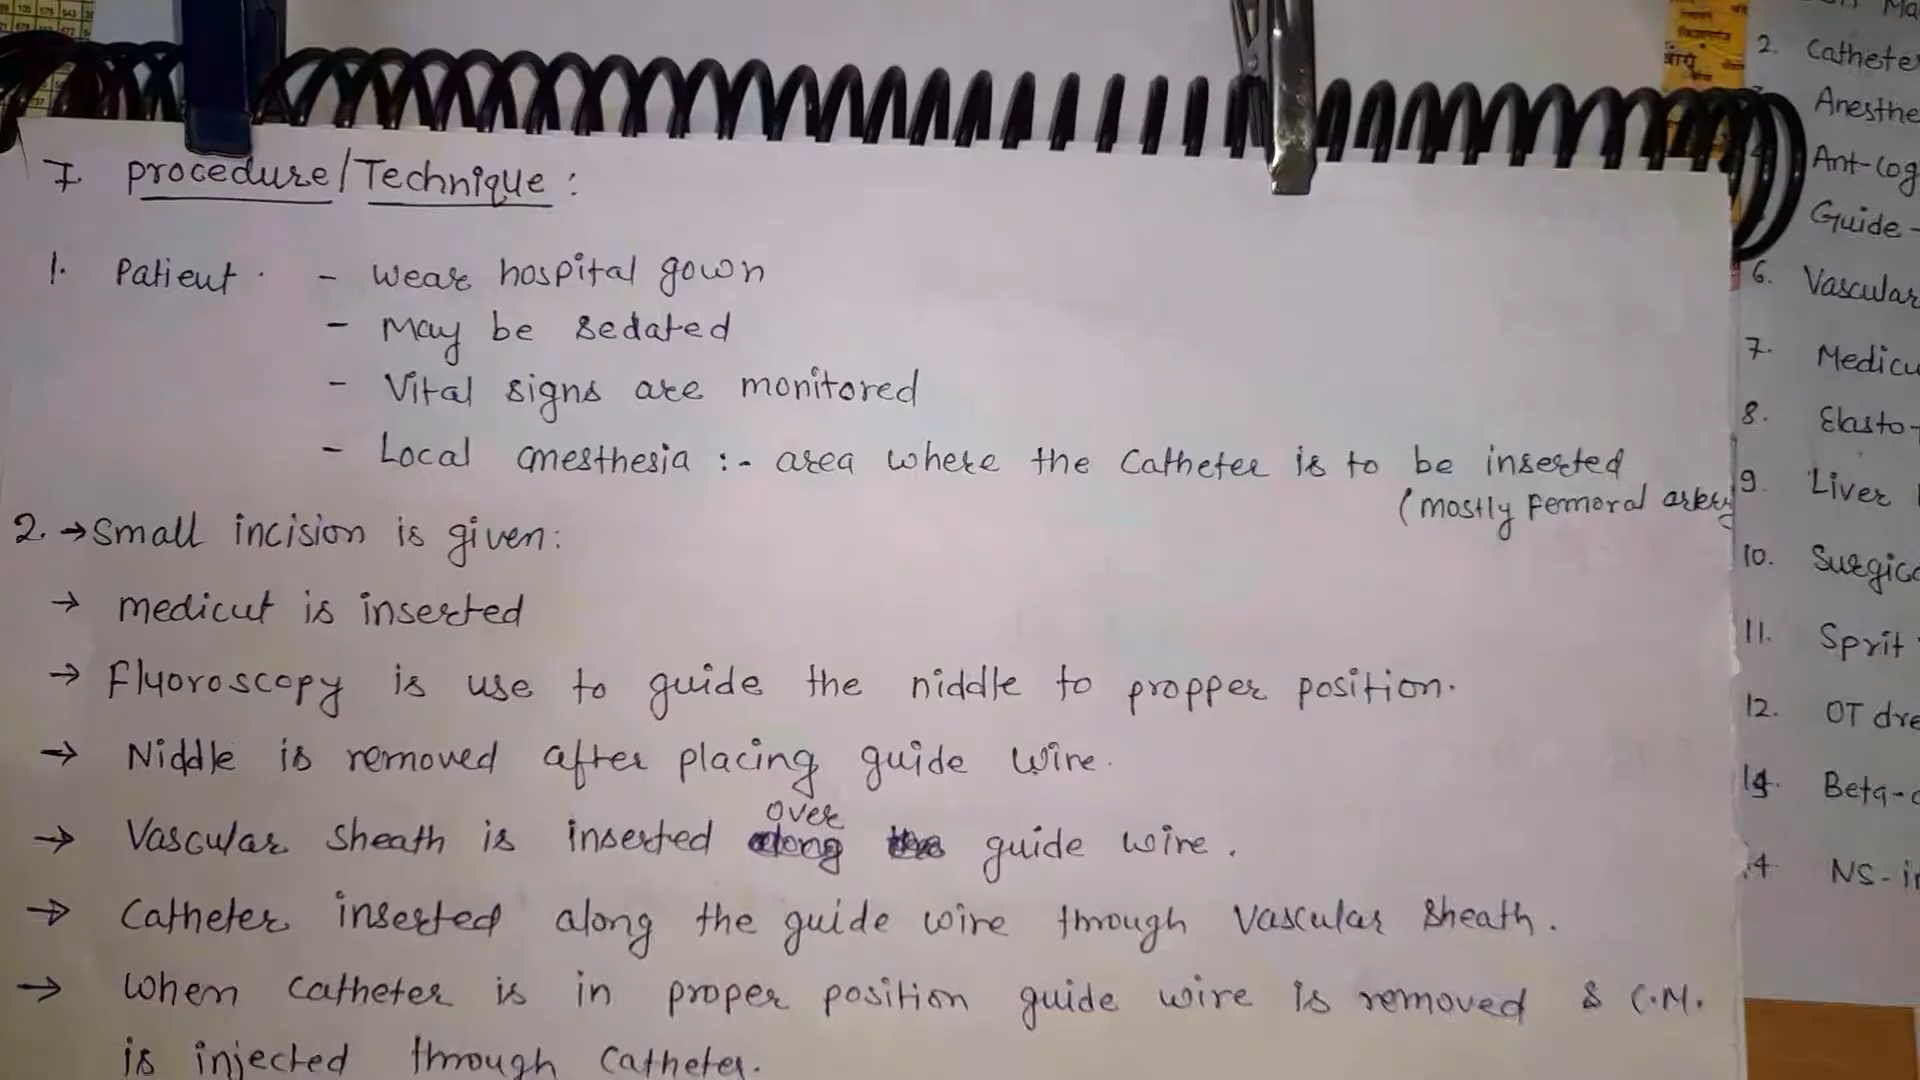 7 procedure/Technique :
1. Patient - wear hospital gown
- May be sedated
- Vital signs are monitored
- Local anesthesia :- area where the catheter is to be inserted
(mostly Femoral artery
2. → Small incision is given:
→ medicut is inserted
→ Fluoroscopy is use to guide the niddle to propper position.
→ Niddle is removed after placing guide wire.
over
→ Vascular sheath is inserted along the guide wire.
→ Catheter inserted along the guide wire through vascular sheath.
→ When catheter is in proper position guide wire is removed & C.M.
is injected through catheter.
2. Cathete
Anesthe
Ant-cog
Guide-
6. Vascular
7. Medicu
8. Elasto-
9. Liver
10. Surgica
11. Sprit
12. OT dre
Beta-
NS-in